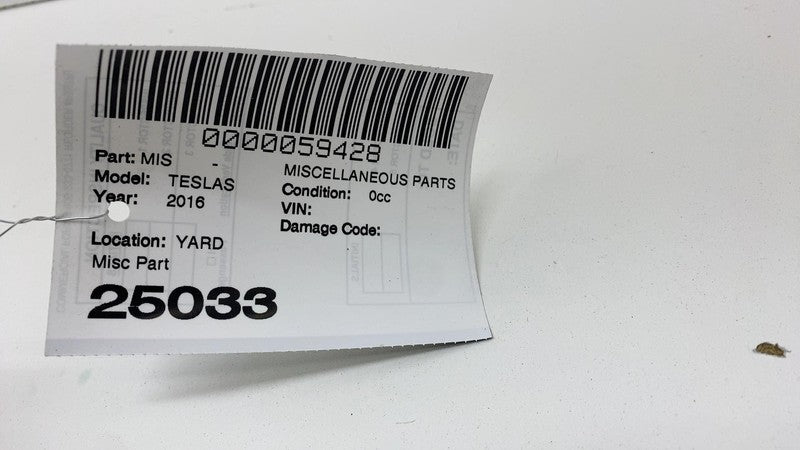 0000059428
Part: MIS -
MISCELLANEOUS PARTS
Model: TESLAS
Condition: 0cc
Year: 2016
VIN:
Damage Code:
Location: YARD
Misc Part
25033